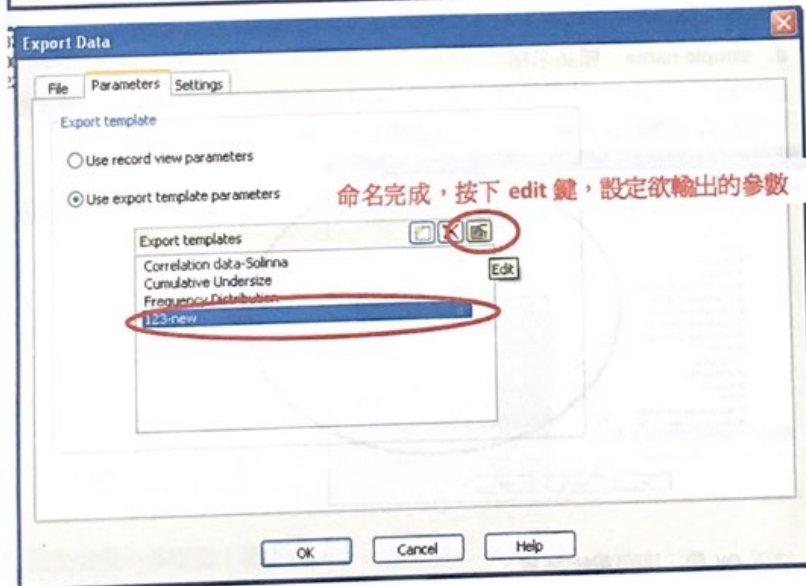 Export Data
File Parameters Settings
Export template
Use record view parameters
Use export template parameters
命名完成，按下 edit 鍵，設定欲輸出的參數
Export templates
Edit
Correlation data-Solinna
Cumulative Undersize
Frequency Distribution
123-new
OK Cancel Help